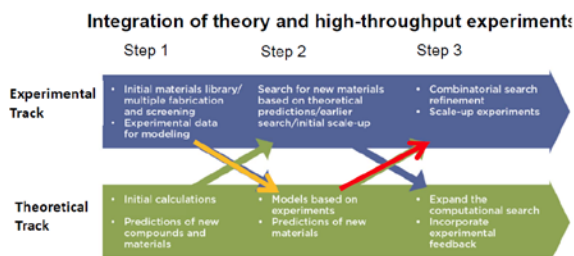 Integration of theory and high-throughput experiments
Step 1
Step 2
Step 3
Experimental
Track
• Initial materials library/
multiple fabrication
and screening
• Experimental data
for modeling
Search for new materials
based on theoretical
predictions/earlier
search/initial scale-up
• Combinatorial search
refinement
• Scale-up experiments
Theoretical
Track
• Initial calculations
• Predictions of new
compounds and
materials
• Models based on
experiments
• Predictions of new
materials
• Expand the
computational search
• Incorporate
experimental
feedback